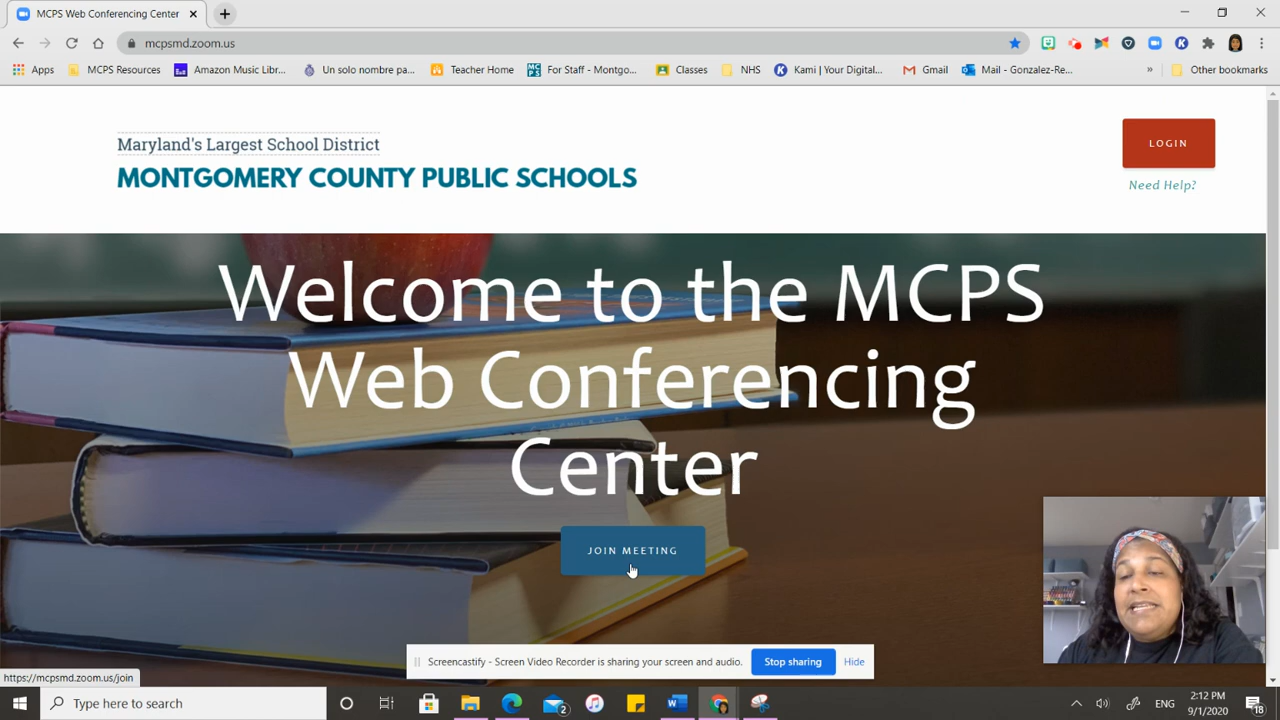 MCPS Web Conferencing Center
mcpsmd.zoom.us
Apps MCPS Resources Amazon Music Libr... Un solo nombre pa... Teacher Home MC PS For Staff - Montgo... Classes NHS Kami | Your Digital... Gmail Mail - Gonzalez-Re... » Other bookmarks
Maryland's Largest School District
MONTGOMERY COUNTY PUBLIC SCHOOLS
LOGIN
Need Help?
Welcome to the MCPS
Web Conferencing
Center
JOIN MEETING
Screencastify - Screen Video Recorder is sharing your screen and audio. Stop sharing Hide
https://mcpsmd.zoom.us/join
Type here to search
2
ENG
2:12 PM
9/1/2020
18